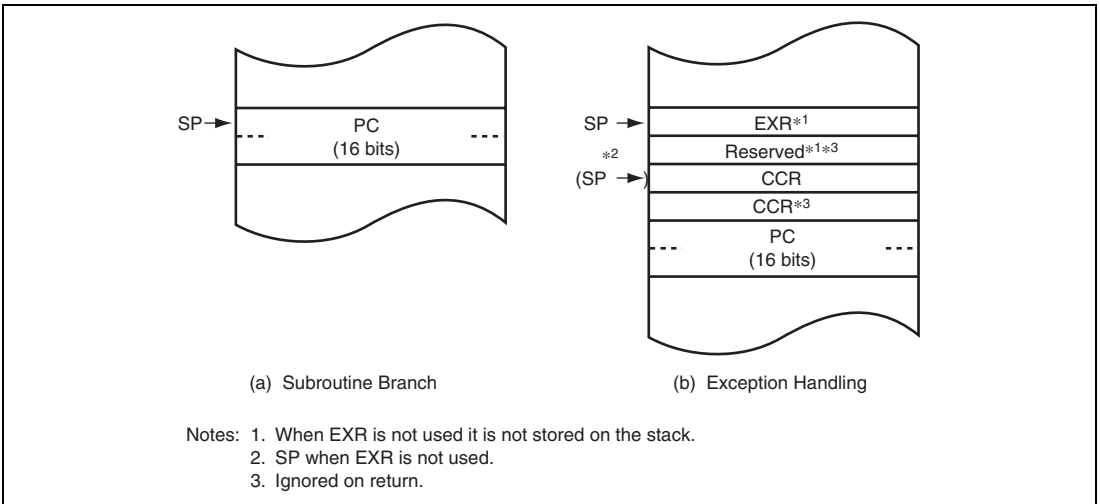 SP
PC
(16 bits)
(a) Subroutine Branch
SP
*2
(SP
)
EXR*1
Reserved*1*3
CCR
CCR*3
PC
(16 bits)
(b) Exception Handling
Notes: 1. When EXR is not used it is not stored on the stack.
2. SP when EXR is not used.
3. Ignored on return.